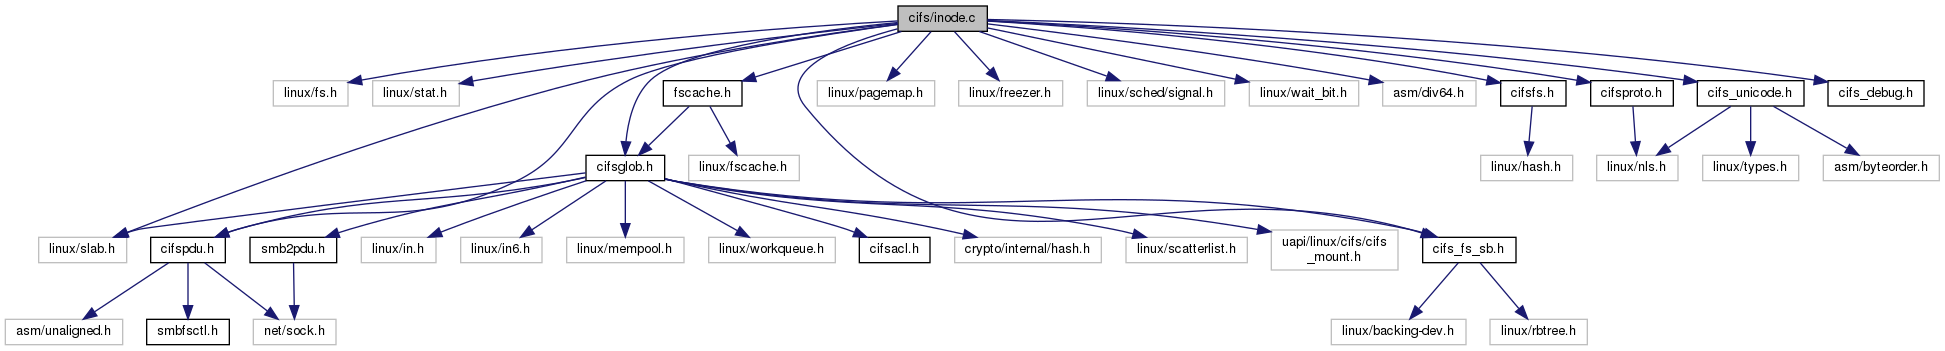 cifs/inode.c
linux/fs.h
linux/stat.h
fscache.h
linux/pagemap.h
linux/freezer.h
linux/sched/signal.h
linux/wait_bit.h
asm/div64.h
cifsfs.h
cifsproto.h
cifs_unicode.h
cifs_debug.h
cifsglob.h
linux/fscache.h
linux/hash.h
linux/nls.h
linux/types.h
asm/byteorder.h
linux/slab.h
cifspdu.h
smb2pdu.h
linux/in.h
linux/in6.h
linux/mempool.h
linux/workqueue.h
cifsacl.h
crypto/internal/hash.h
linux/scatterlist.h
uapi/linux/cifs/cifs
_mount.h
cifs_fs_sb.h
asm/unaligned.h
smbfsctl.h
net/sock.h
linux/backing-dev.h
linux/rbtree.h